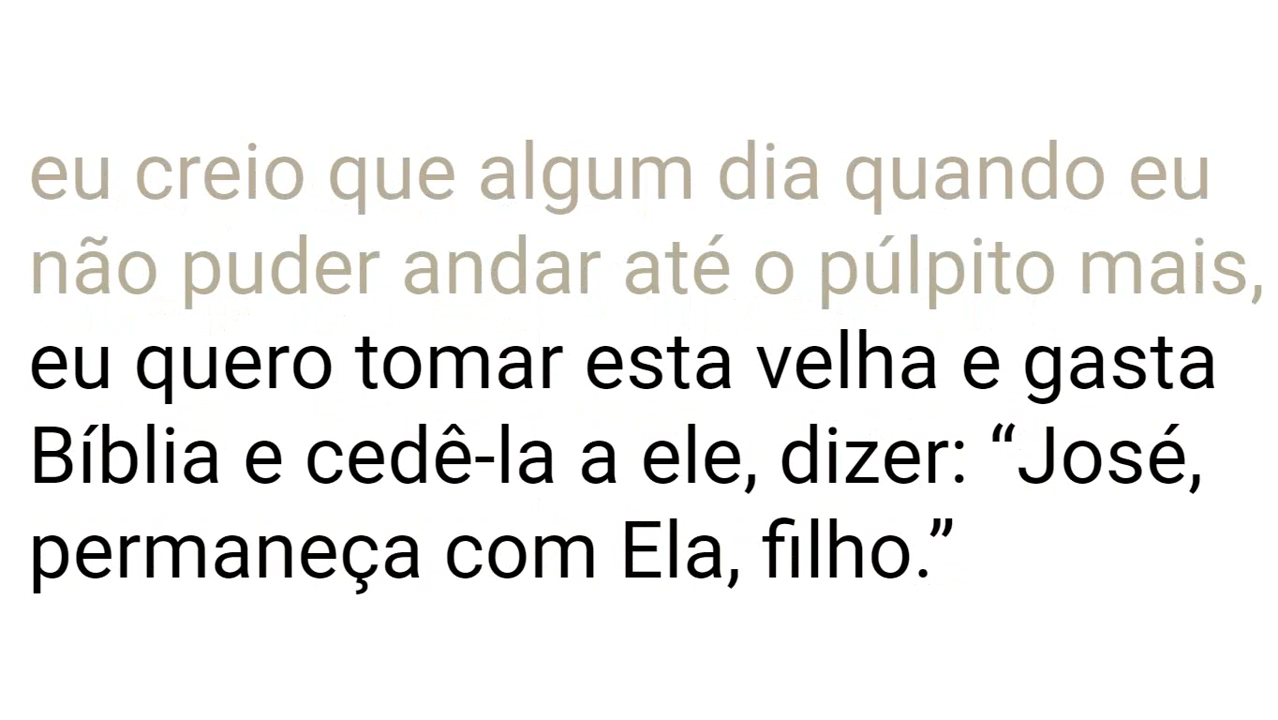 eu creio que algum dia quando eu
não puder andar até o púlpito mais,
eu quero tomar esta velha e gasta
Bíblia e cedê-la a ele, dizer: “José,
permaneça com Ela, filho.”